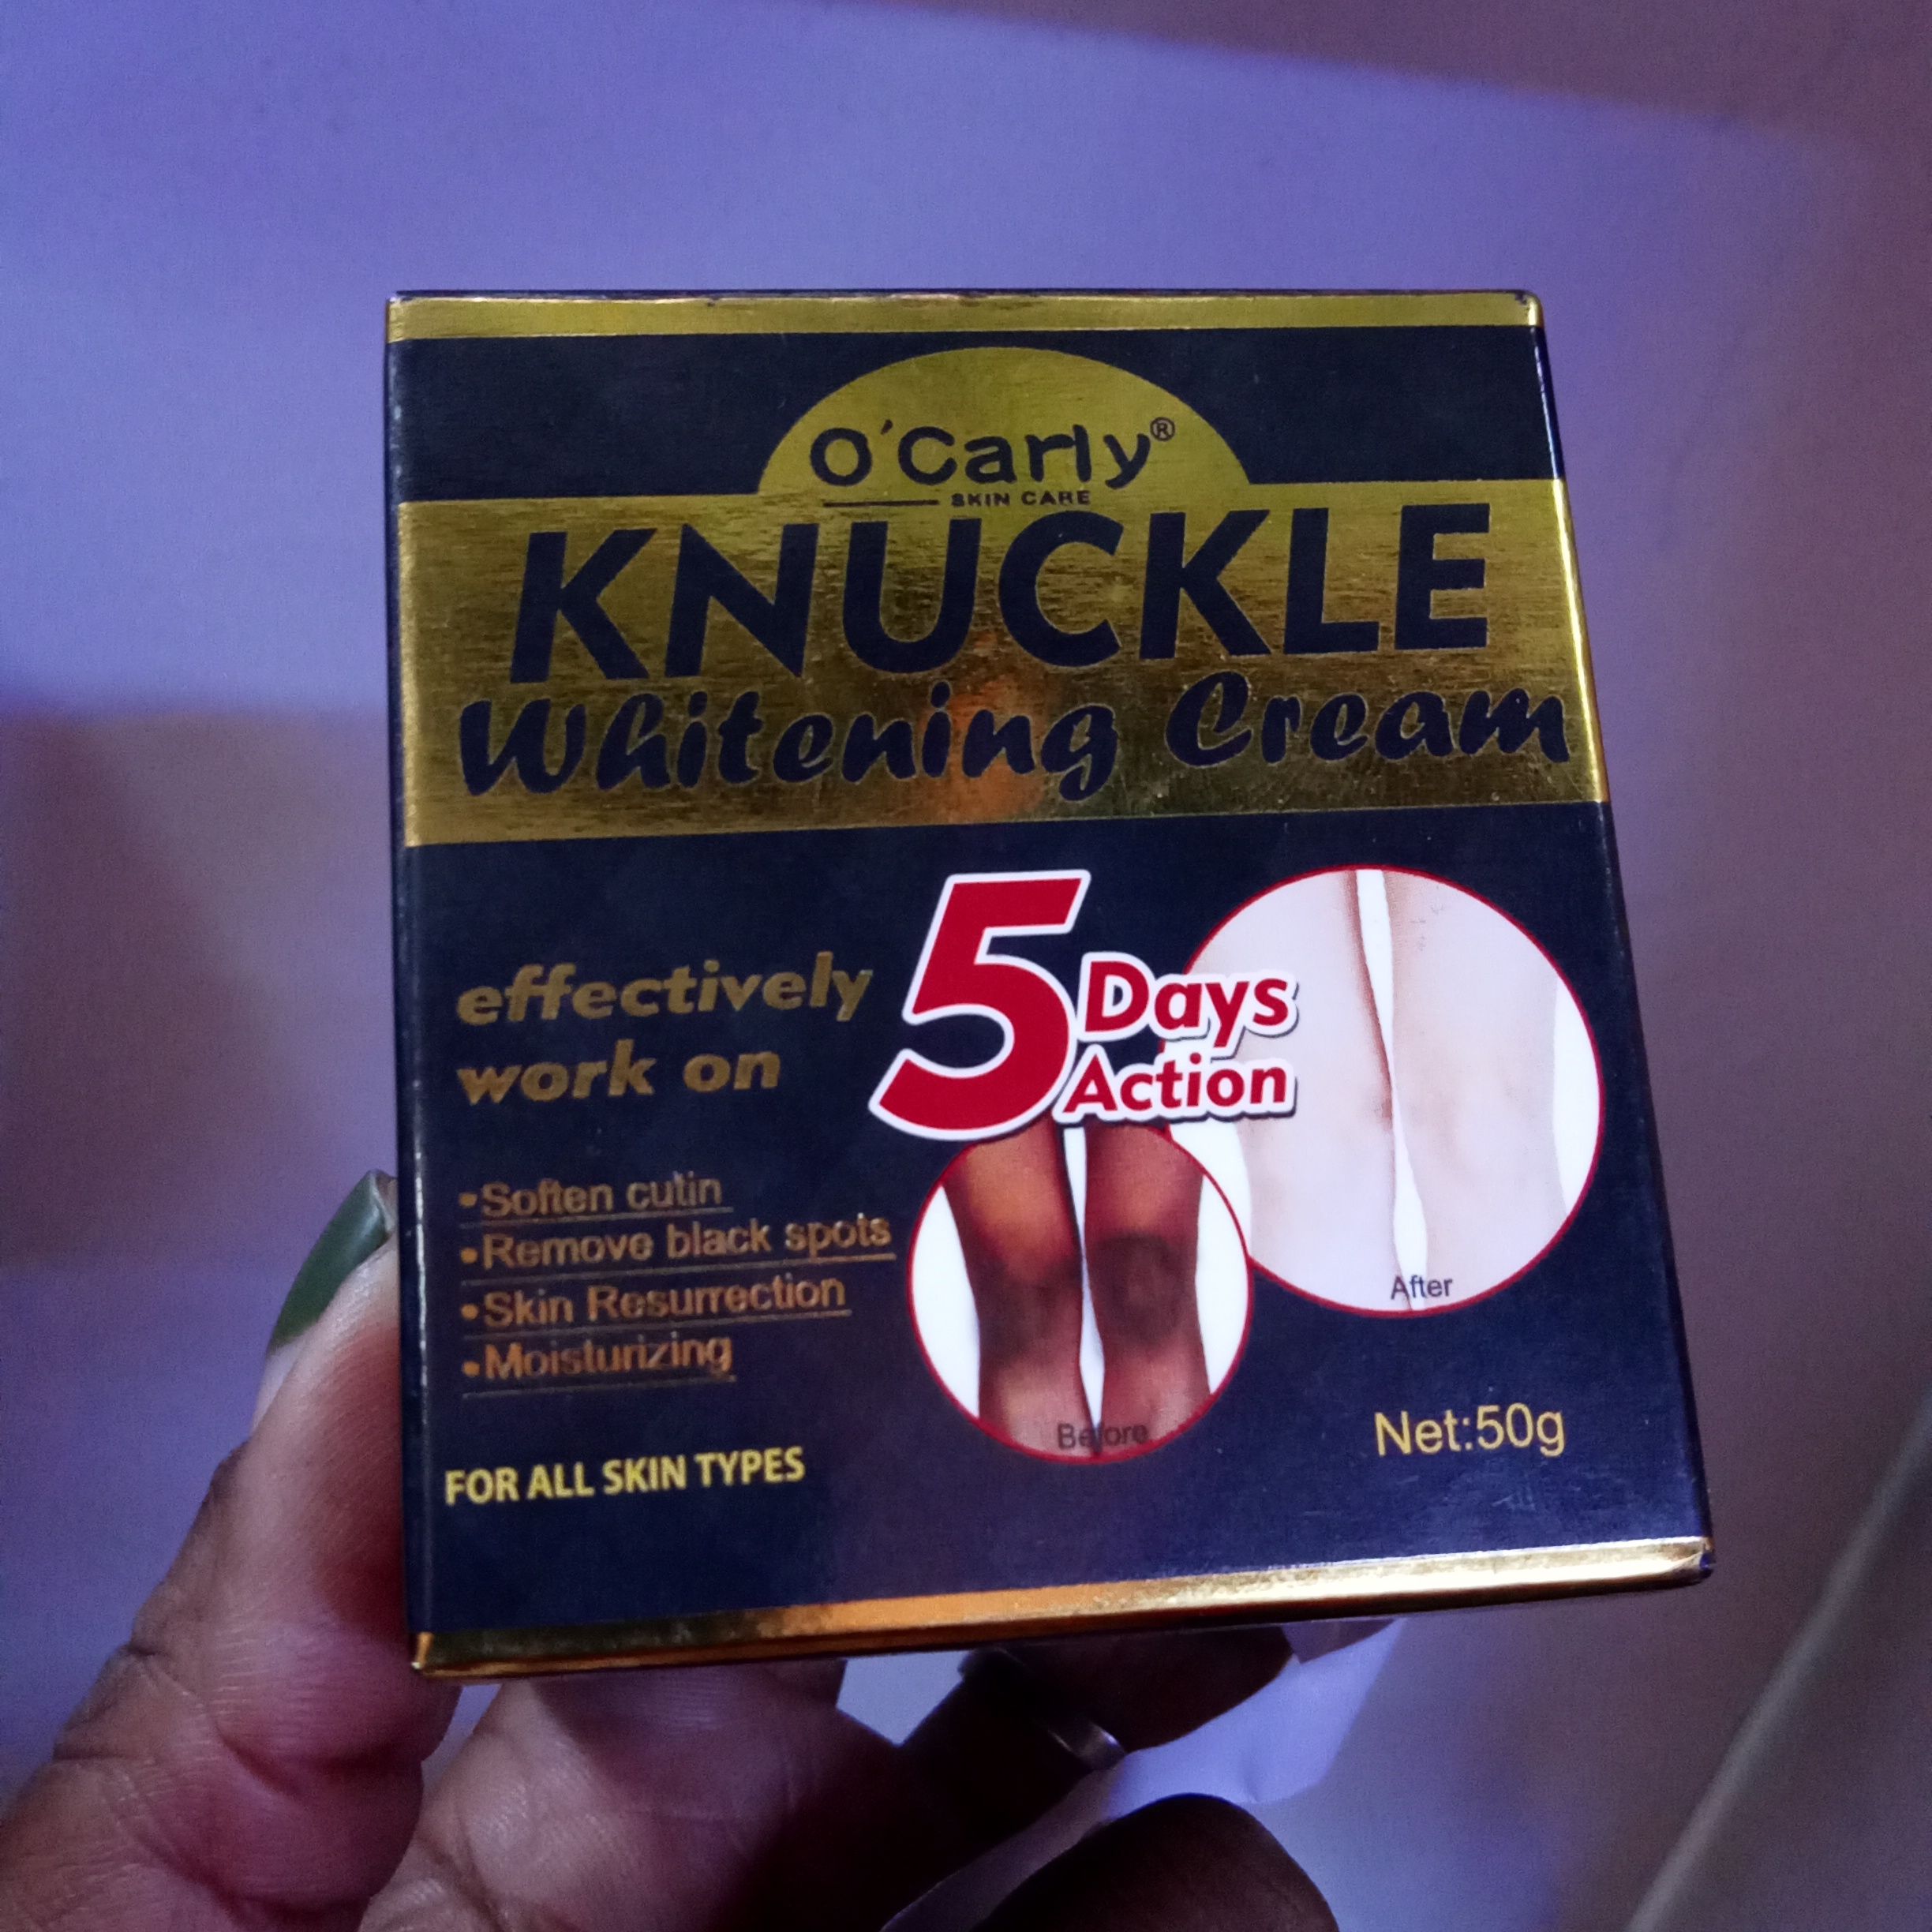 O'Carly®
SKIN CARE
KNUCKLE
Whitening Cream
effectively
work on
5 Days
Action
•Soften cutin
•Remove black spots
•Skin Resurrection
•Moisturizing
After
Before
Net:50g
FOR ALL SKIN TYPES